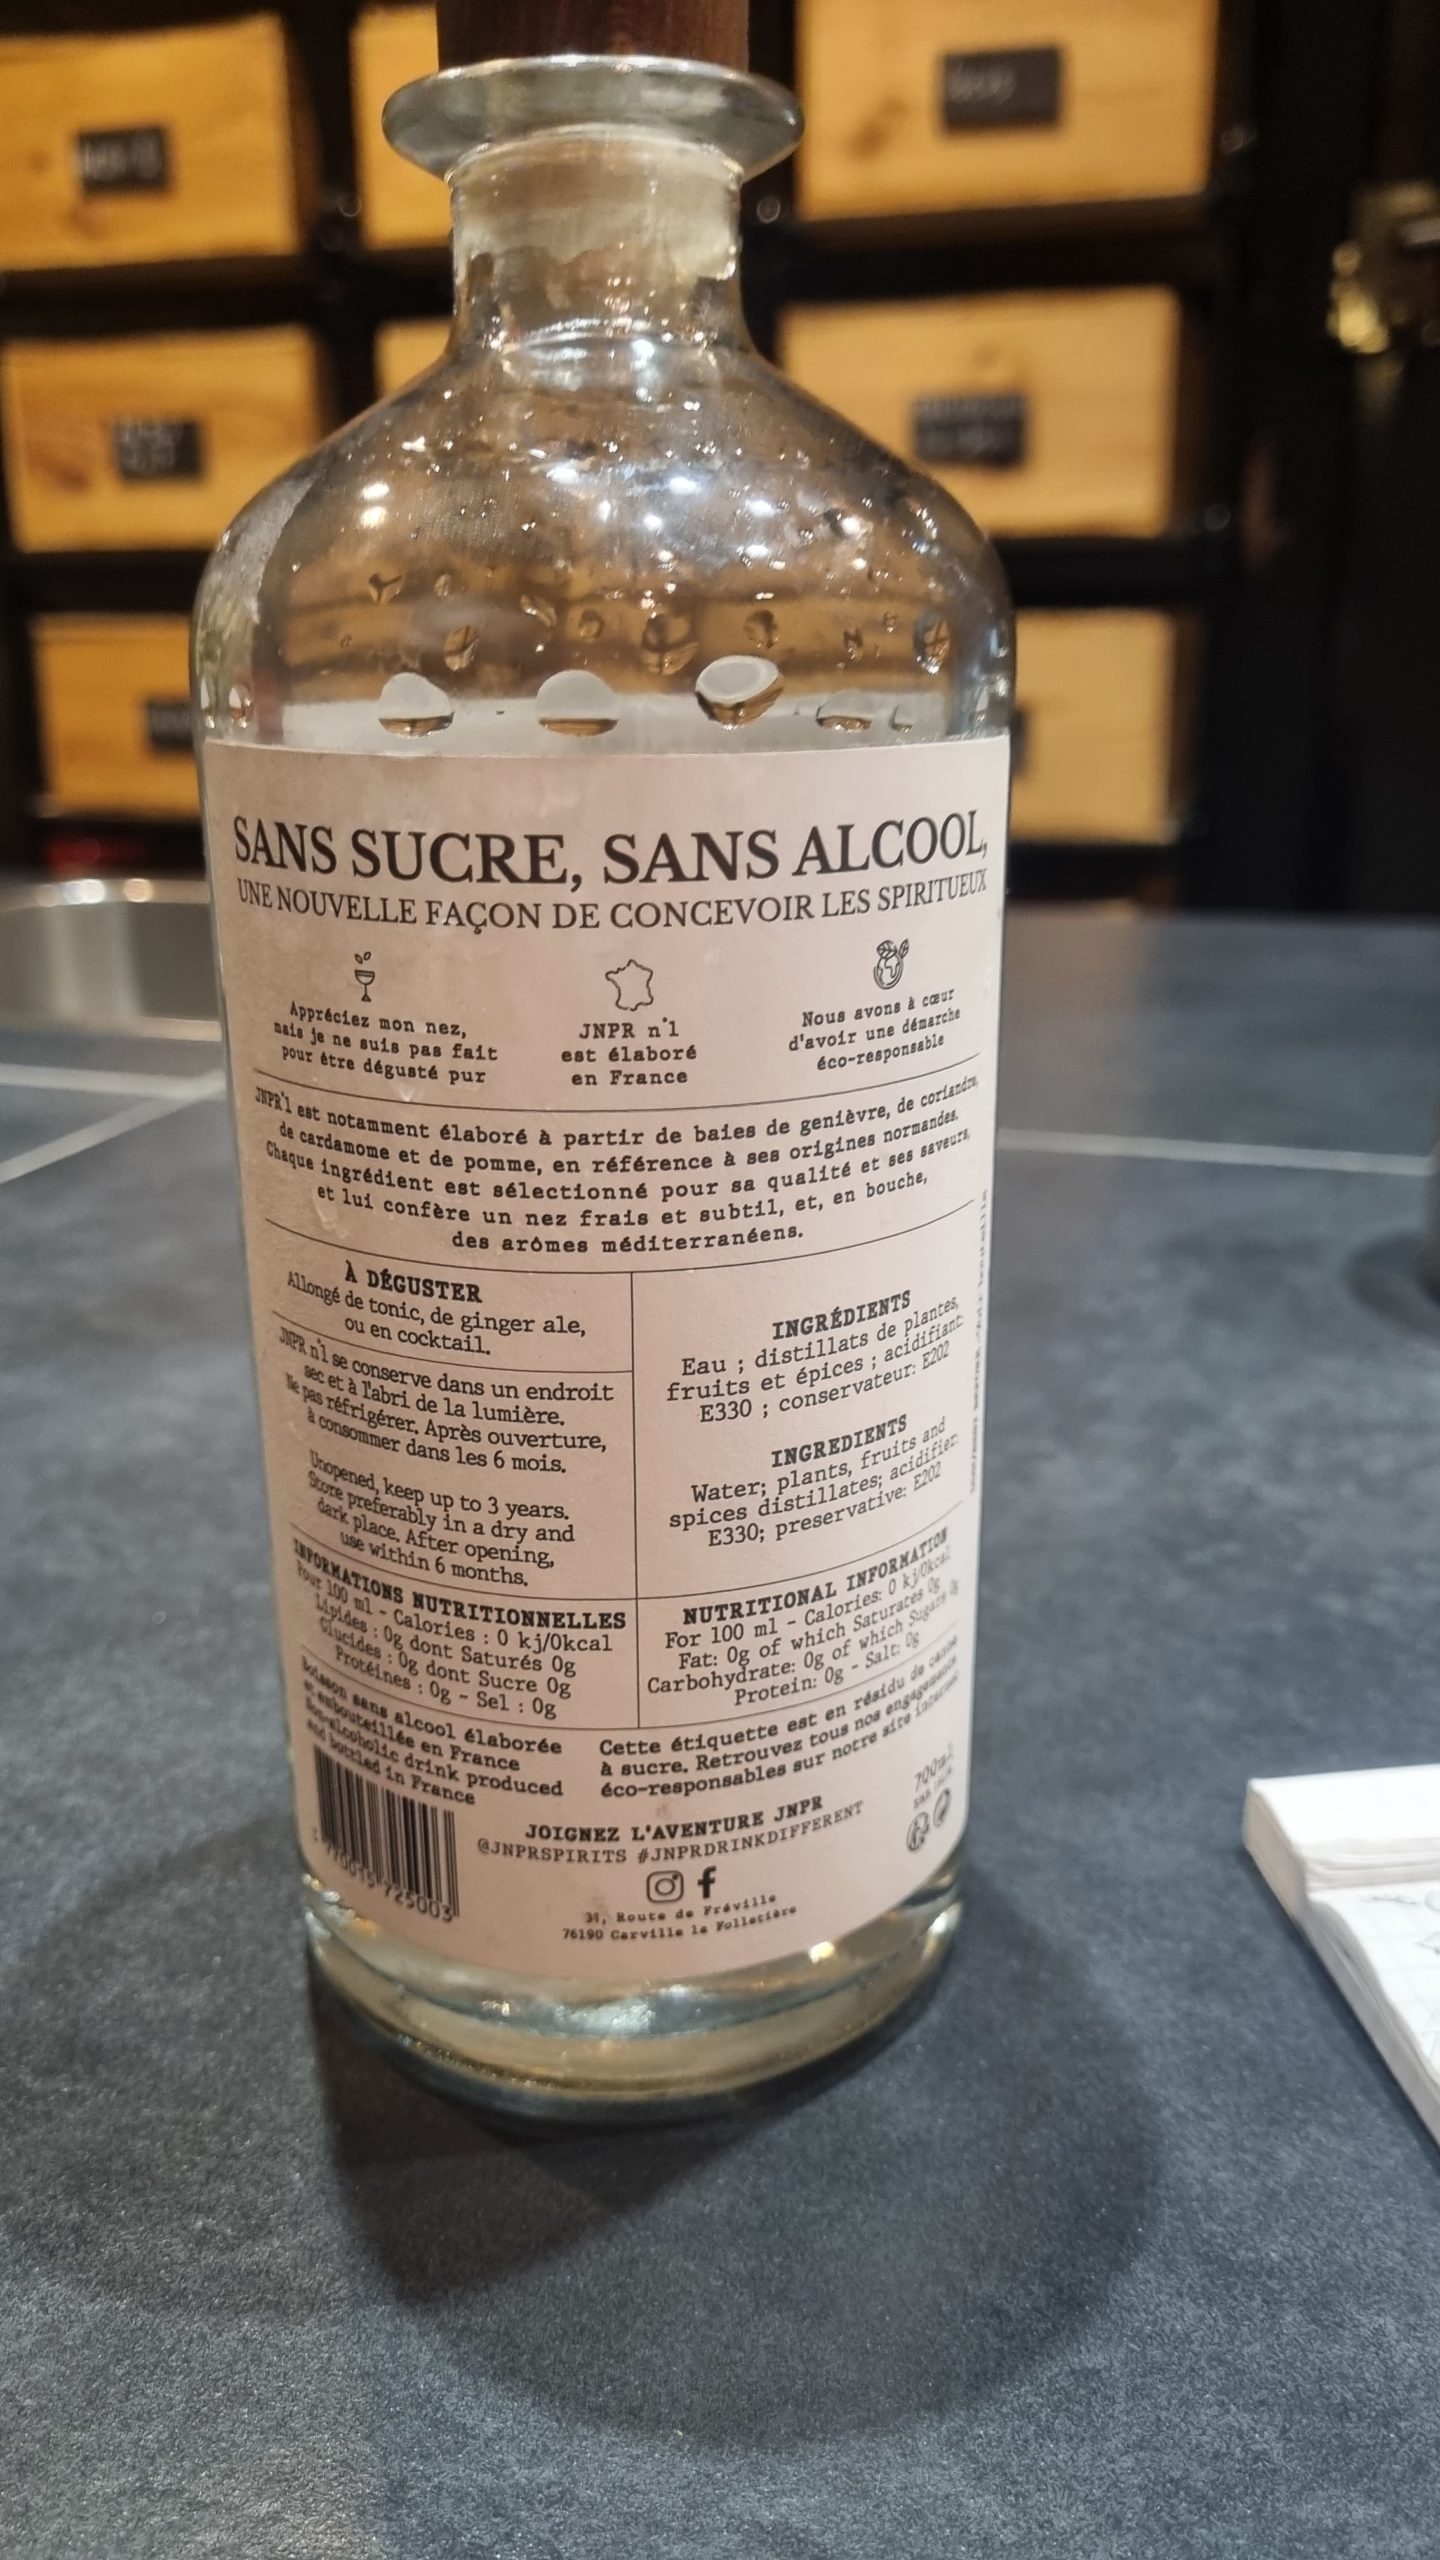 SANS SUCRE, SANS ALCOOL,
UNE NOUVELLE FAÇON DE CONCEVOIR LES SPIRITUEUX
Appréciez mon nez,
mais je ne suis pas fait
pour être dégusté pur
JNPR n°1
est élaboré
en France
Nous avons à cœur
d'avoir une démarche
éco-responsable
JNPR°1 est notamment élaboré à partir de baies de genièvre, de coriandre,
de cardamome et de pomme, en référence à ses origines normandes.
Chaque ingrédient est sélectionné pour sa qualité et ses saveurs,
et lui confère un nez frais et subtil, et, en bouche,
des arômes méditerranéens.
À DÉGUSTER
Allongé de tonic, de ginger ale,
ou en cocktail.
JNPR n°1 se conserve dans un endroit
sec et à l'abri de la lumière.
Ne pas réfrigérer. Après ouverture,
à consommer dans les 6 mois.
Unopened, keep up to 3 years.
Store preferably in a dry and
dark place. After opening,
use within 6 months.
INGRÉDIENTS
Eau ; distillats de plantes,
fruits et épices ; acidifiant:
E330 ; conservateur: E202
INGREDIENTS
Water; plants, fruits and
spices distillates; acidifier:
E330; preservative: E202
INFORMATIONS NUTRITIONNELLES
Pour 100 ml - Calories : 0 kj/0kcal
Lipides : 0g dont Saturés 0g
Glucides : 0g dont Sucre 0g
Protéines : 0g - Sel : 0g
NUTRITIONAL INFORMATION
For 100 ml - Calories: 0 kj/0kcal
Fat: 0g of which Saturates 0g
Carbohydrate: 0g of which Sugars 0g
Protein: 0g - Salt: 0g
Boisson sans alcool élaborée
et embouteillée en France
Non-alcoholic drink produced
and bottled in France
Cette étiquette est en résidu de canne
à sucre. Retrouvez tous nos engagements
éco-responsables sur notre site internet
700ml
JOIGNEZ L'AVENTURE JNPR
@JNPRSPIRITS #JNPRDRINKDIFFERENT
31, Route de Fréville
76190 Carville la Folletière